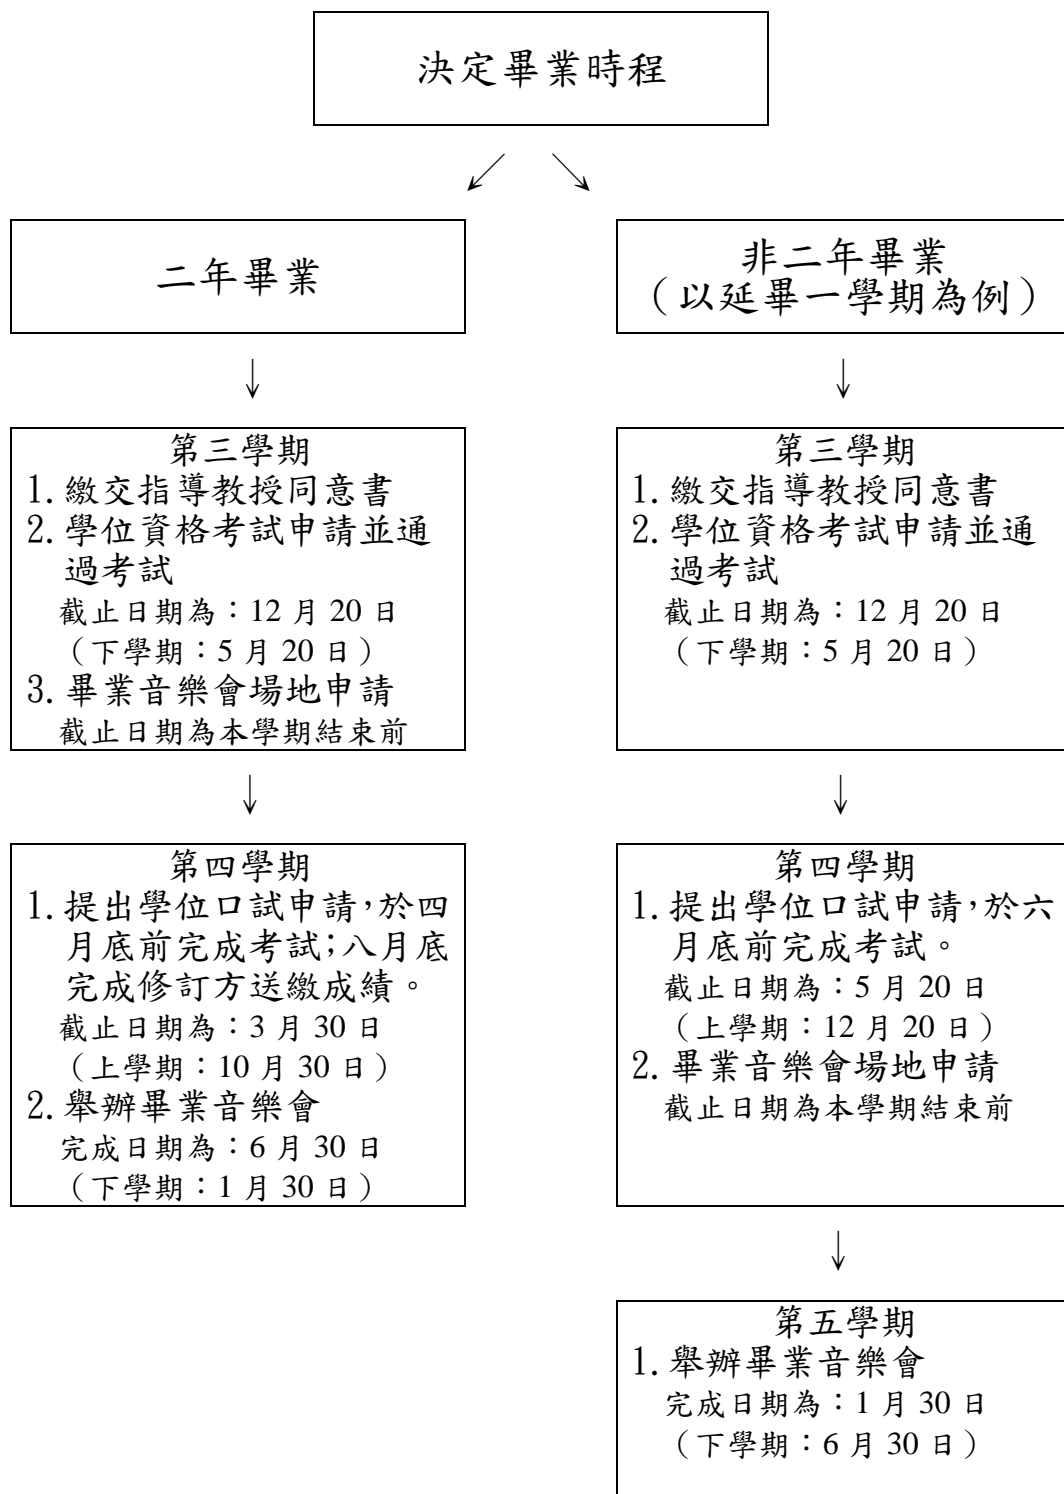 決定畢業時程
二年畢業
非二年畢業
（以延畢一學期為例）
第三學期
1. 繳交指導教授同意書
2. 學位資格考試申請並通
過考試
截止日期為：12 月 20 日
（下學期：5 月 20 日）
3. 畢業音樂會場地申請
截止日期為本學期結束前
第三學期
1. 繳交指導教授同意書
2. 學位資格考試申請並通
過考試
截止日期為：12 月 20 日
（下學期：5 月 20 日）
第四學期
1. 提出學位口試申請，於四
月底前完成考試；八月底
完成修訂方送繳成績。
截止日期為：3 月 30 日
（上學期：10 月 30 日）
2. 舉辦畢業音樂會
完成日期為：6 月 30 日
（下學期：1 月 30 日）
第四學期
1. 提出學位口試申請，於六
月底前完成考試。
截止日期為：5 月 20 日
（上學期：12 月 20 日）
2. 畢業音樂會場地申請
截止日期為本學期結束前
第五學期
1. 舉辦畢業音樂會
完成日期為：1 月 30 日
（下學期：6 月 30 日）